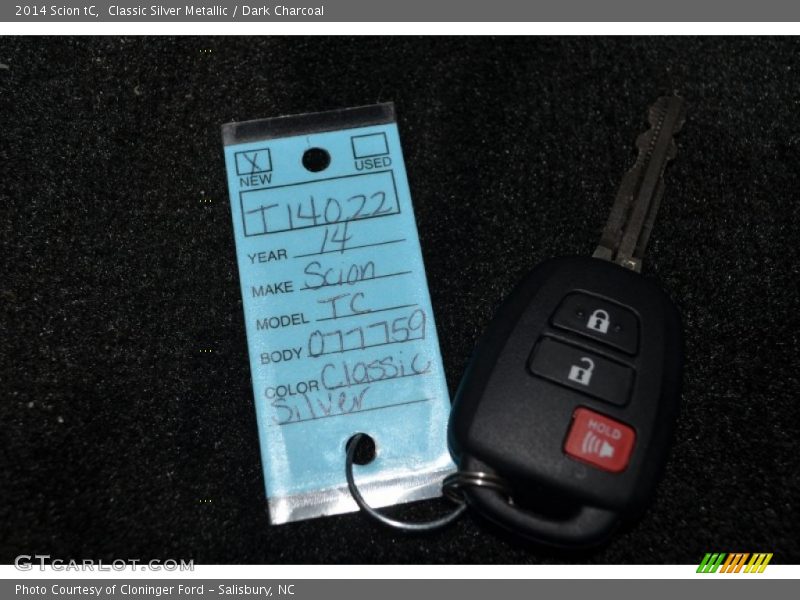 2014 Scion tC, Classic Silver Metallic / Dark Charcoal
X
NEW USED
T14022
YEAR 14
MAKE Scion
MODEL TC
BODY 077759
COLOR Classic
Silver
HOLD
GTCARLOT.COM
Photo Courtesy of Cloninger Ford - Salisbury, NC